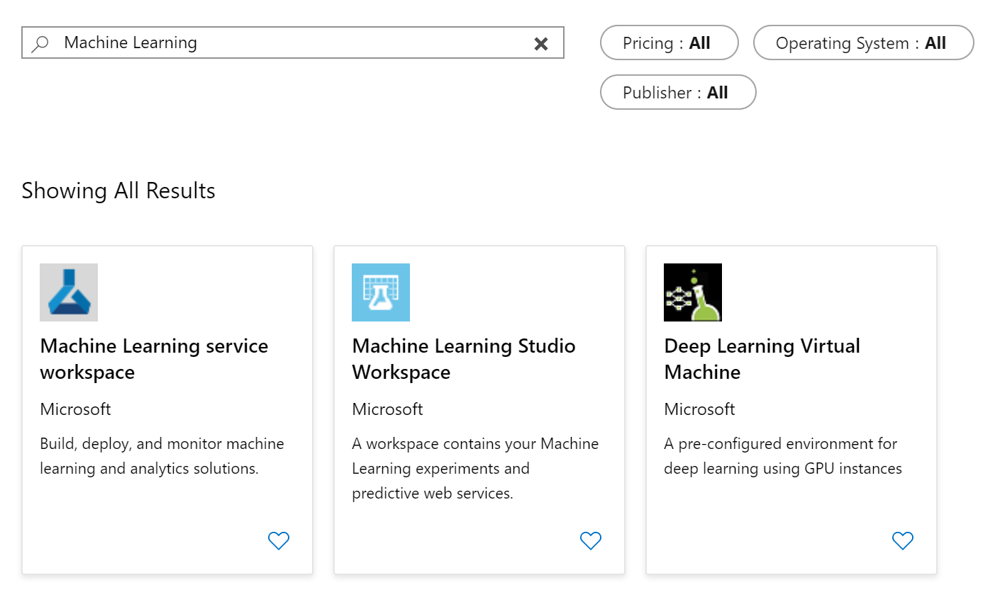 Machine Learning
Pricing : All
Operating System : All
Publisher : All
Showing All Results
Machine Learning service
workspace
Microsoft
Build, deploy, and monitor machine
learning and analytics solutions.
Machine Learning Studio
Workspace
Microsoft
A workspace contains your Machine
Learning experiments and
predictive web services.
Deep Learning Virtual
Machine
Microsoft
A pre-configured environment for
deep learning using GPU instances